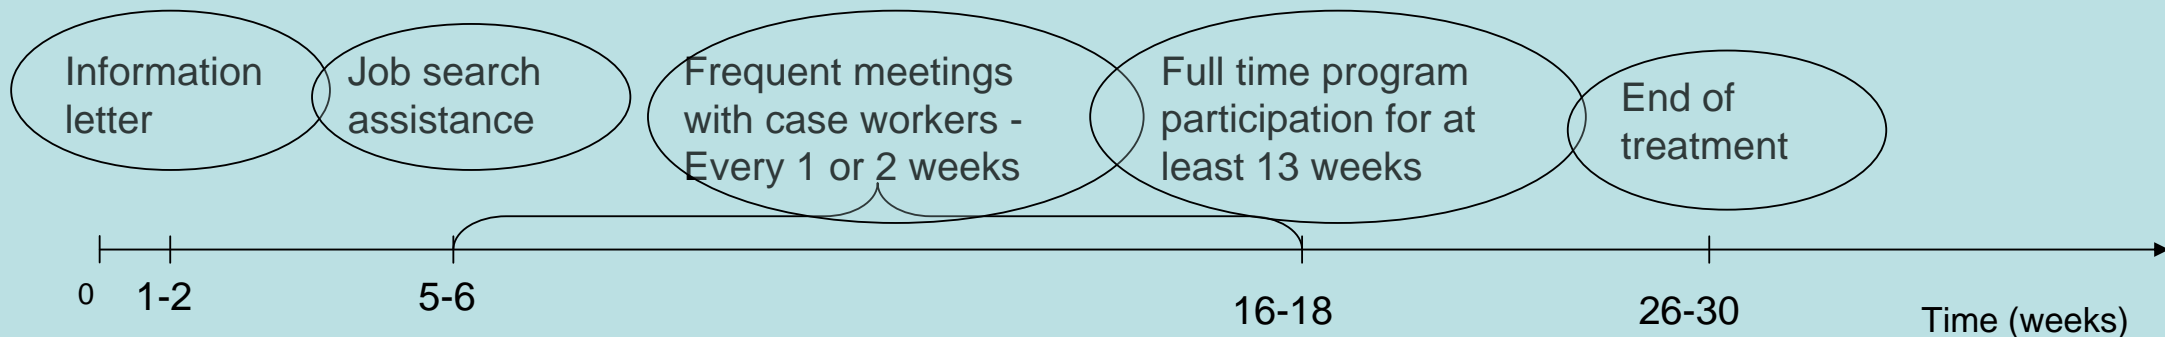 Information
letter
Job search
assistance
Frequent meetings
with case workers -
Every 1 or 2 weeks
Full time program
participation for at
least 13 weeks
End of
treatment
0
1-2
5-6
16-18
26-30
Time (weeks)